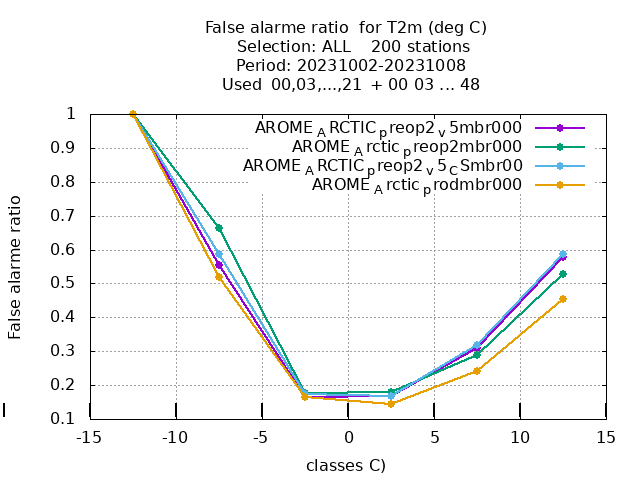 False alarme ratio  for T2m (deg C)
Selection: ALL    200 stations
Period: 20231002-20231008
Used  00,03,...,21  + 00 03 ... 48
AROME_ARCTIC_preop2_v5mbr000
AROME_Arctic_preop2mbr000
AROME_ARCTIC_preop2_v5_CSmbr00
AROME_Arctic_prodmbr000
1
0.9
0.8
0.7
0.6
0.5
0.4
0.3
0.2
0.1
False alarme ratio
-15 -10 -5 0 5 10 15
classes C)